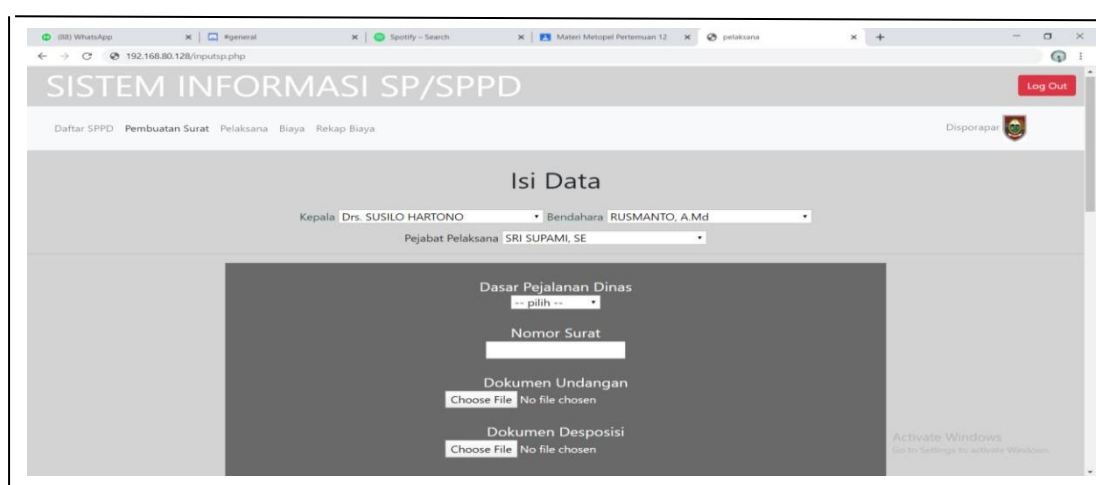 (88) WhatsApp #general Spotify – Search Materi Metopel Pertemuan 12 pelaksana
192.168.80.128/inputsp.php
SISTEM INFORMASI SP/SPPD
Log Out
Daftar SPPD Pembuatan Surat Pelaksana Biaya Rekap Biaya Disporapar
Isi Data
Kepala Drs. SUSILO HARTONO Bendahara RUSMANTO, A.Md
Pejabat Pelaksana SRI SUPAMI, SE
Dasar Pejalanan Dinas
-- pilih --
Nomor Surat
Dokumen Undangan
Choose File No file chosen
Dokumen Desposisi
Choose File No file chosen
Activate Windows
Go to Settings to activate Windows.